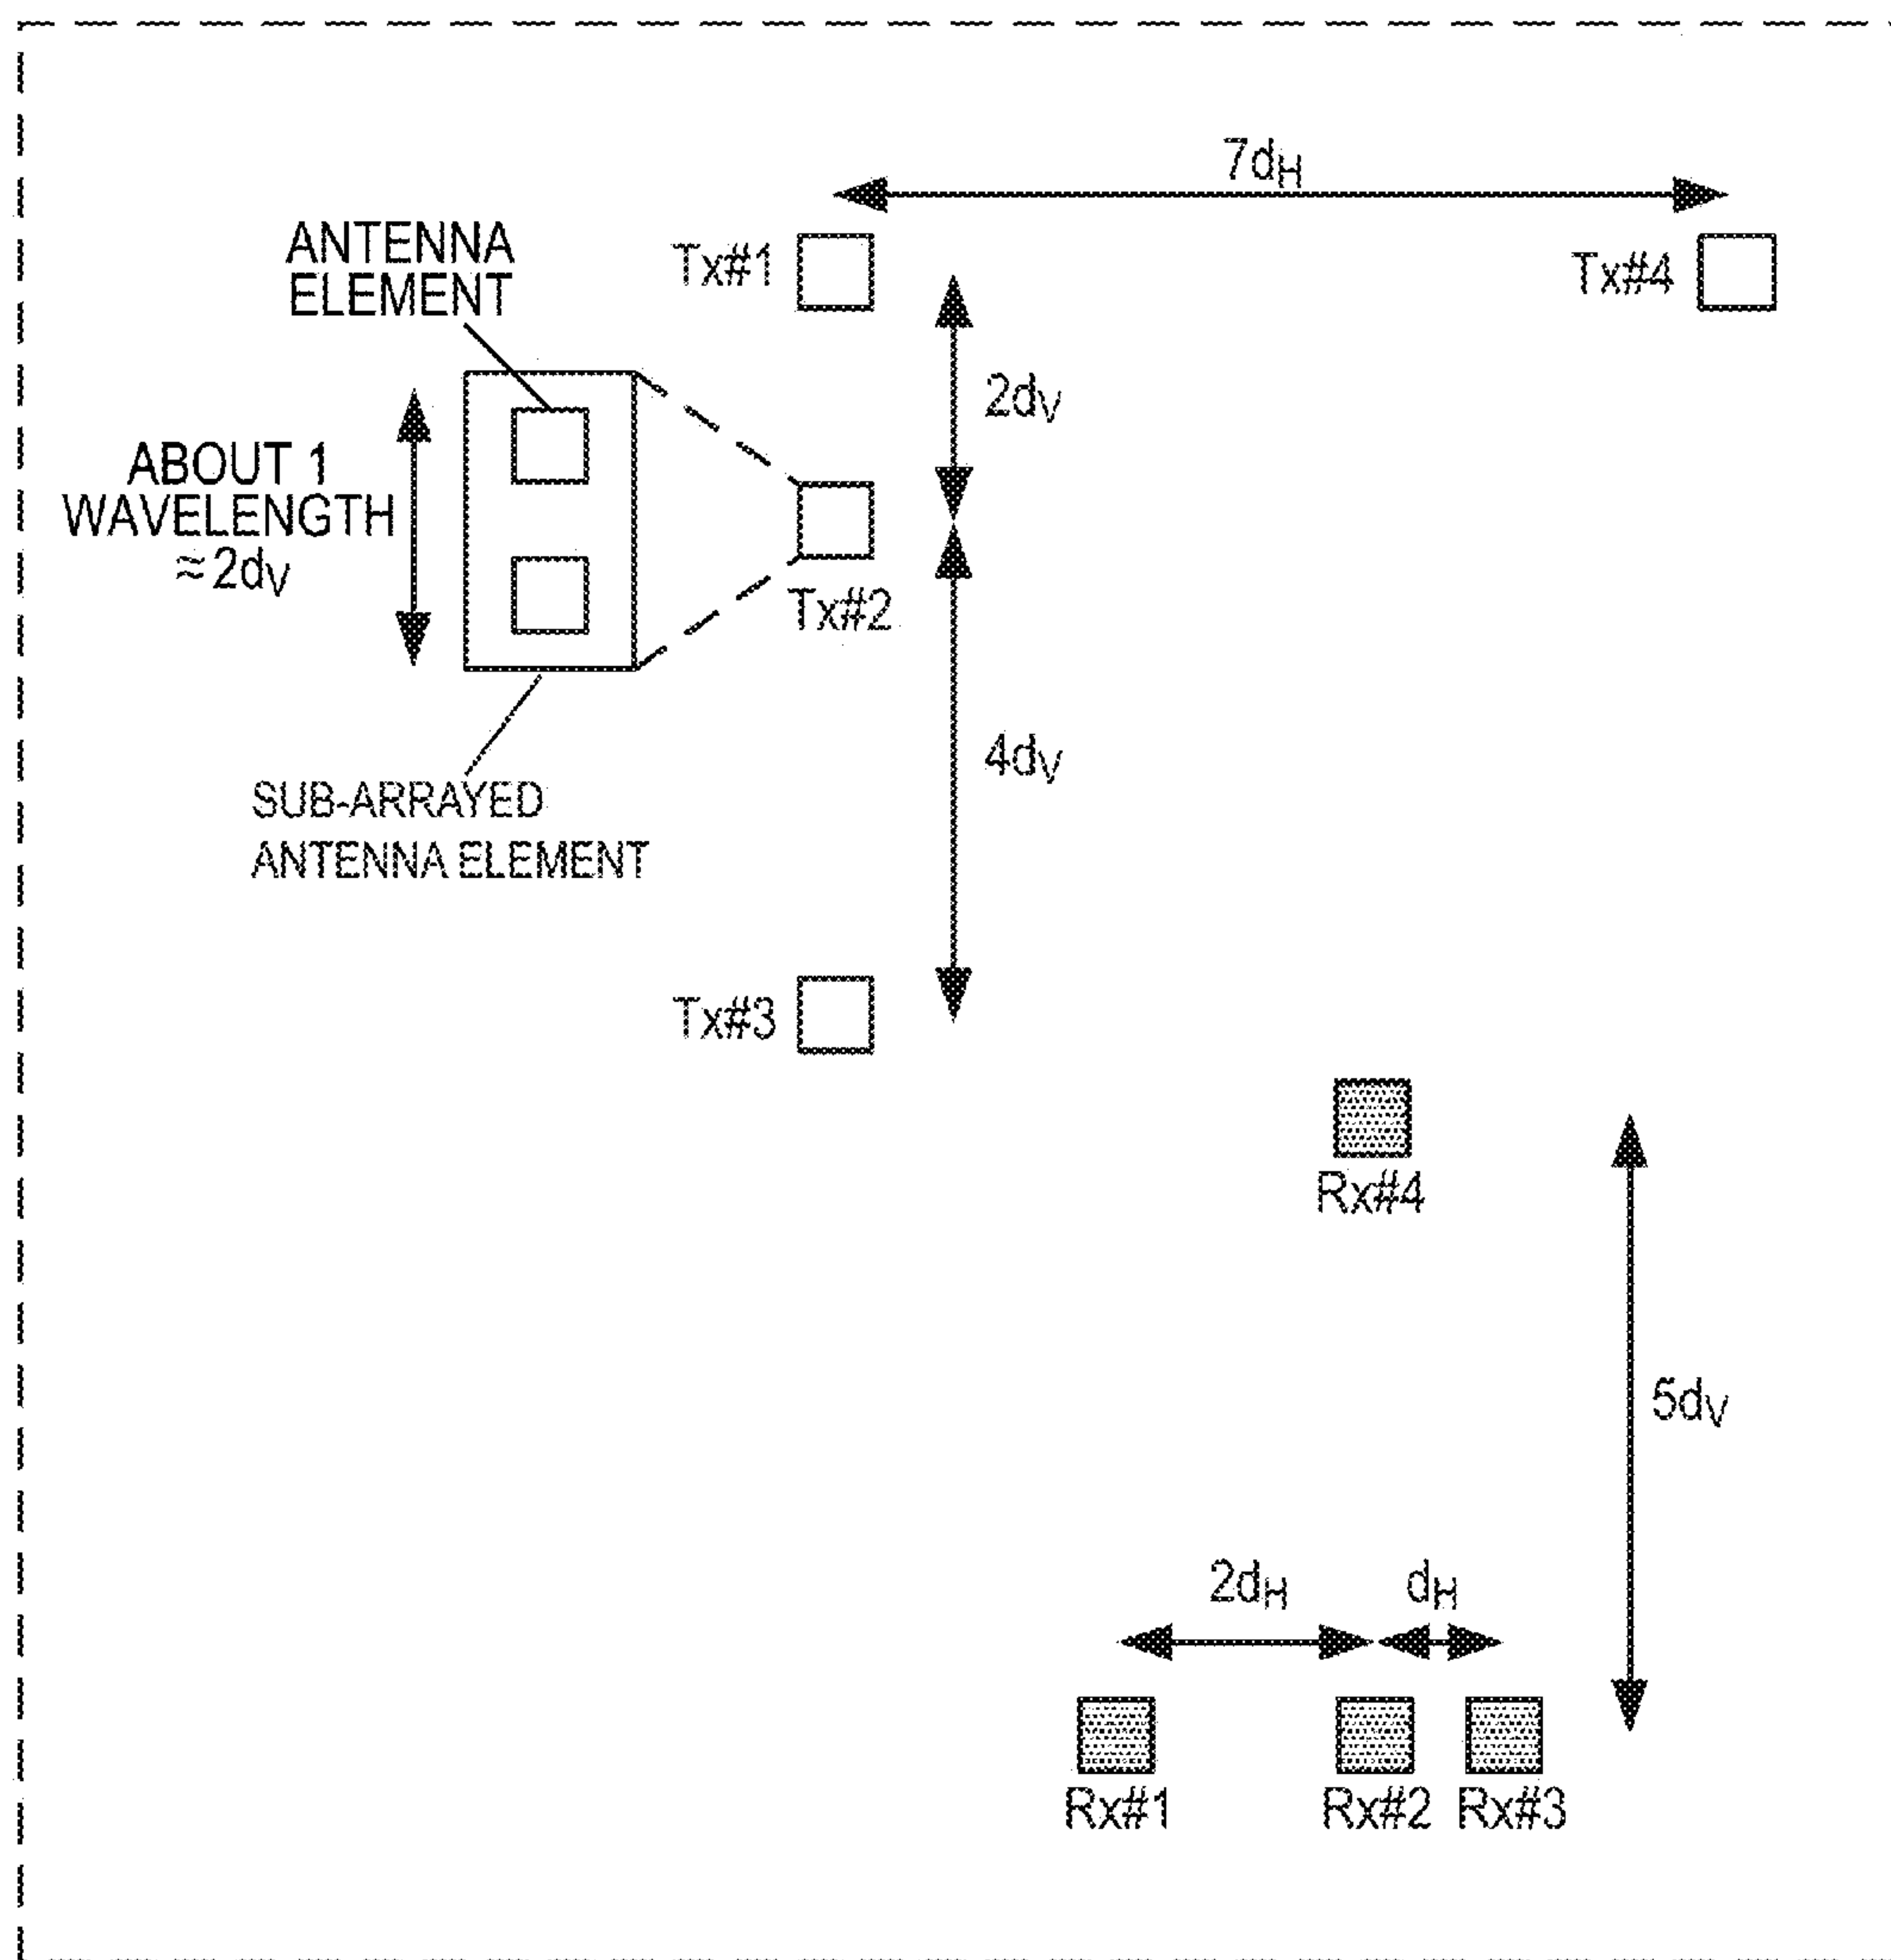 7dH
ANTENNA
ELEMENT
Tx#1
Tx#4
2dV
ABOUT 1
WAVELENGTH
≈2dV
Tx#2
4dV
SUB-ARRAYED
ANTENNA ELEMENT
Tx#3
Rx#4
5dV
2dH
dH
Rx#1
Rx#2
Rx#3